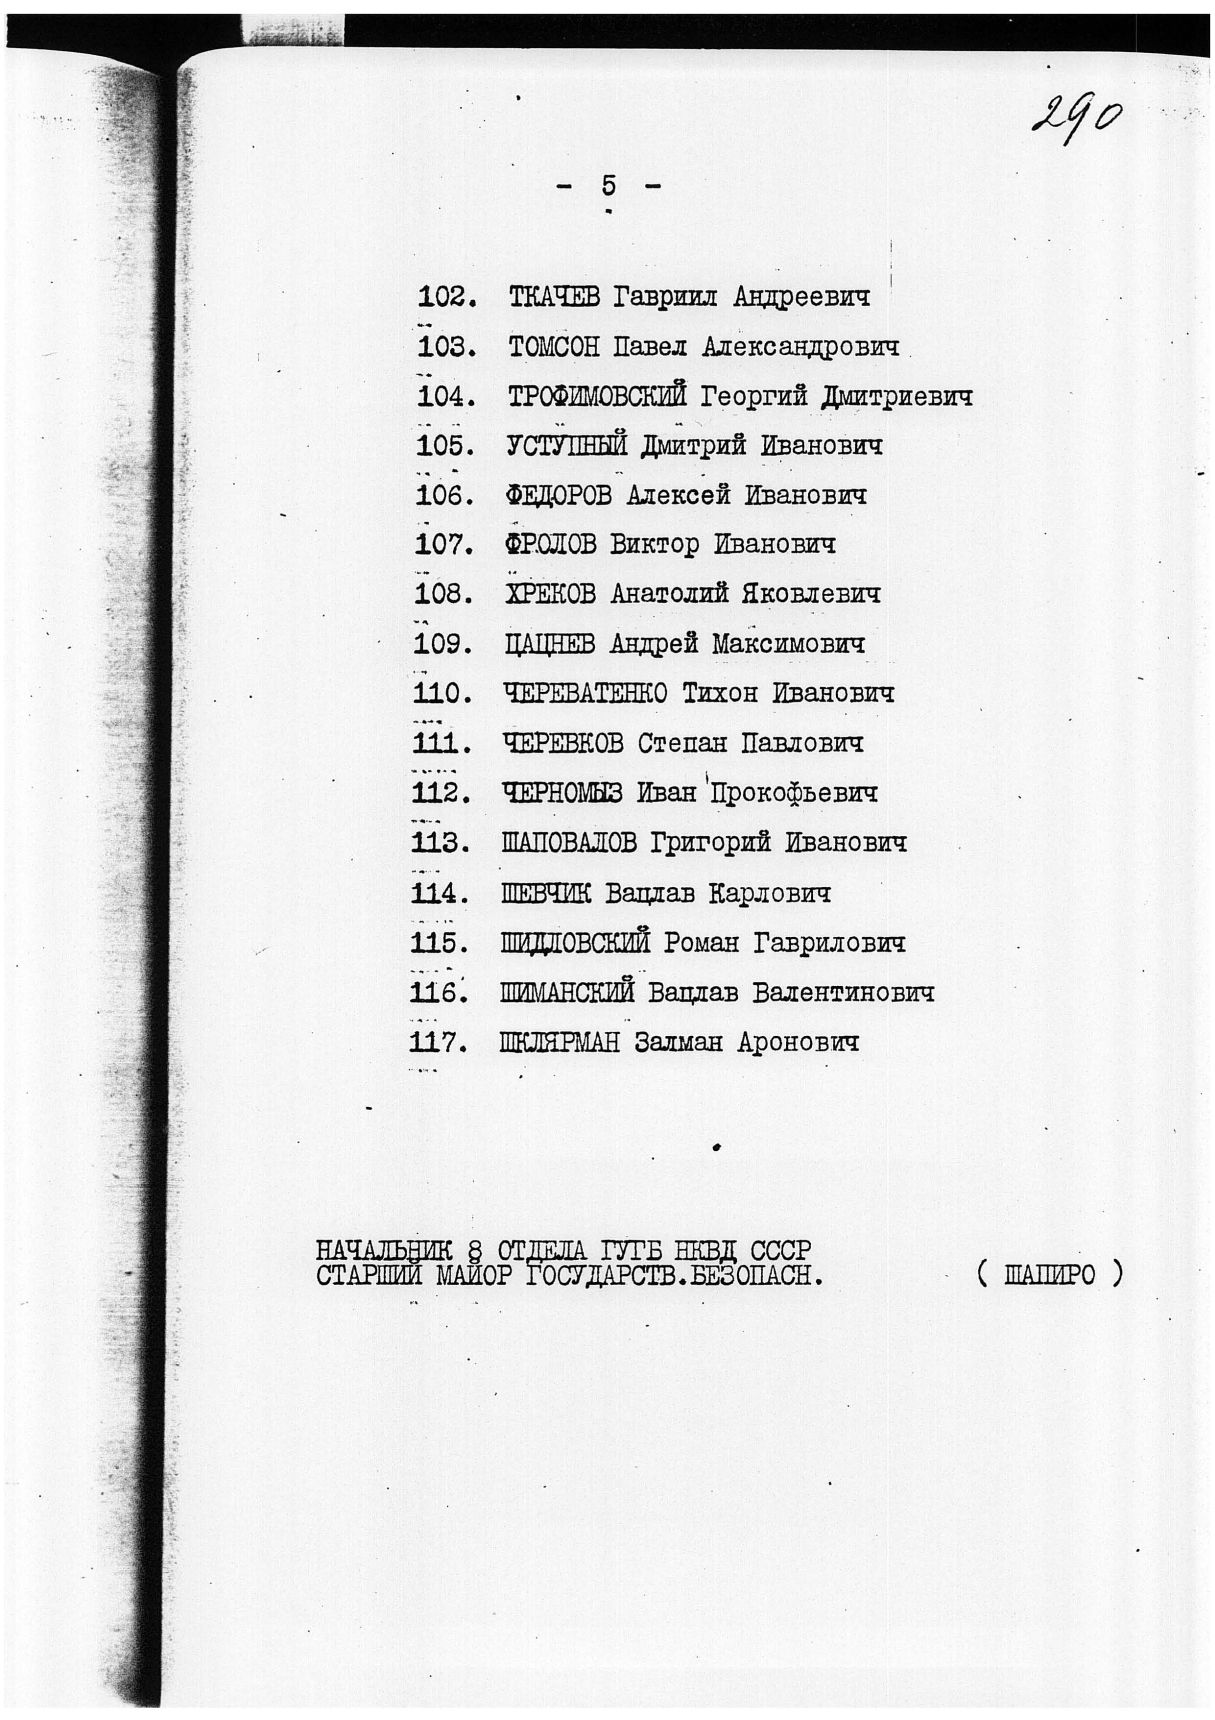 290
- 5 -
102. ТКАЧЕВ Гавриил Андреевич
103. ТОМСОН Павел Александрович
104. ТРОФИМОВСКИЙ Георгий Дмитриевич
105. УСТУПНЫЙ Дмитрий Иванович
106. ФЕДОРОВ Алексей Иванович
107. ФРОЛОВ Виктор Иванович
108. ХРЕКОВ Анатолий Яковлевич
109. ЦАЦНЕВ Андрей Максимович
110. ЧЕРЕВАТЕНКО Тихон Иванович
111. ЧЕРЕВКОВ Степан Павлович
112. ЧЕРНОМЫЗ Иван Прокофьевич
113. ШАПОВАЛОВ Григорий Иванович
114. ШЕВЧИК Вацлав Карлович
115. ШИДЛОВСКИЙ Роман Гаврилович
116. ШИМАНСКИЙ Вацлав Валентинович
117. ШКЛЯРМАН Залман Аронович
НАЧАЛЬНИК 8 ОТДЕЛА ГУГБ НКВД СССР
СТАРШИЙ МАЙОР ГОСУДАРСТВ.БЕЗОПАСН. ( ШАПИРО )